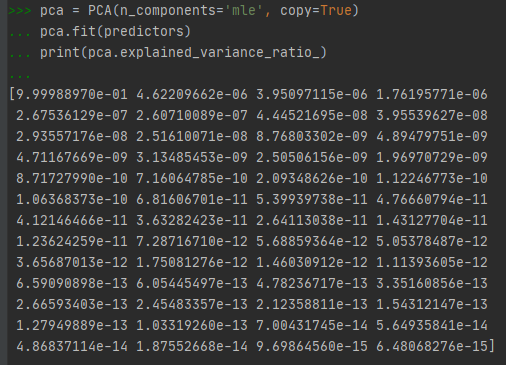 >>> pca = PCA(n_components='mle', copy=True)
... pca.fit(predictors)
... print(pca.explained_variance_ratio_)
...
[9.99988970e-01 4.62209662e-06 3.95097115e-06 1.76195771e-06
 2.67536129e-07 2.60710089e-07 4.44521695e-08 3.95539627e-08
 2.93557176e-08 2.51610071e-08 8.76803302e-09 4.89479751e-09
 4.71167669e-09 3.13485453e-09 2.50506156e-09 1.96970729e-09
 8.71727990e-10 7.16064785e-10 2.09348626e-10 1.12246773e-10
 1.06368373e-10 6.81606701e-11 5.39939738e-11 4.76660794e-11
 4.12146466e-11 3.63282423e-11 2.64113038e-11 1.43127704e-11
 1.23624259e-11 7.28716710e-12 5.68859364e-12 5.05378487e-12
 3.65687013e-12 1.75081276e-12 1.46030912e-12 1.11393605e-12
 6.59090898e-13 6.05445497e-13 4.78236717e-13 3.35160856e-13
 2.66593403e-13 2.45483357e-13 2.12358811e-13 1.54312147e-13
 1.27949889e-13 1.03319260e-13 7.00431745e-14 5.64935841e-14
 4.86837114e-14 1.87552668e-14 9.69864560e-15 6.48068276e-15]